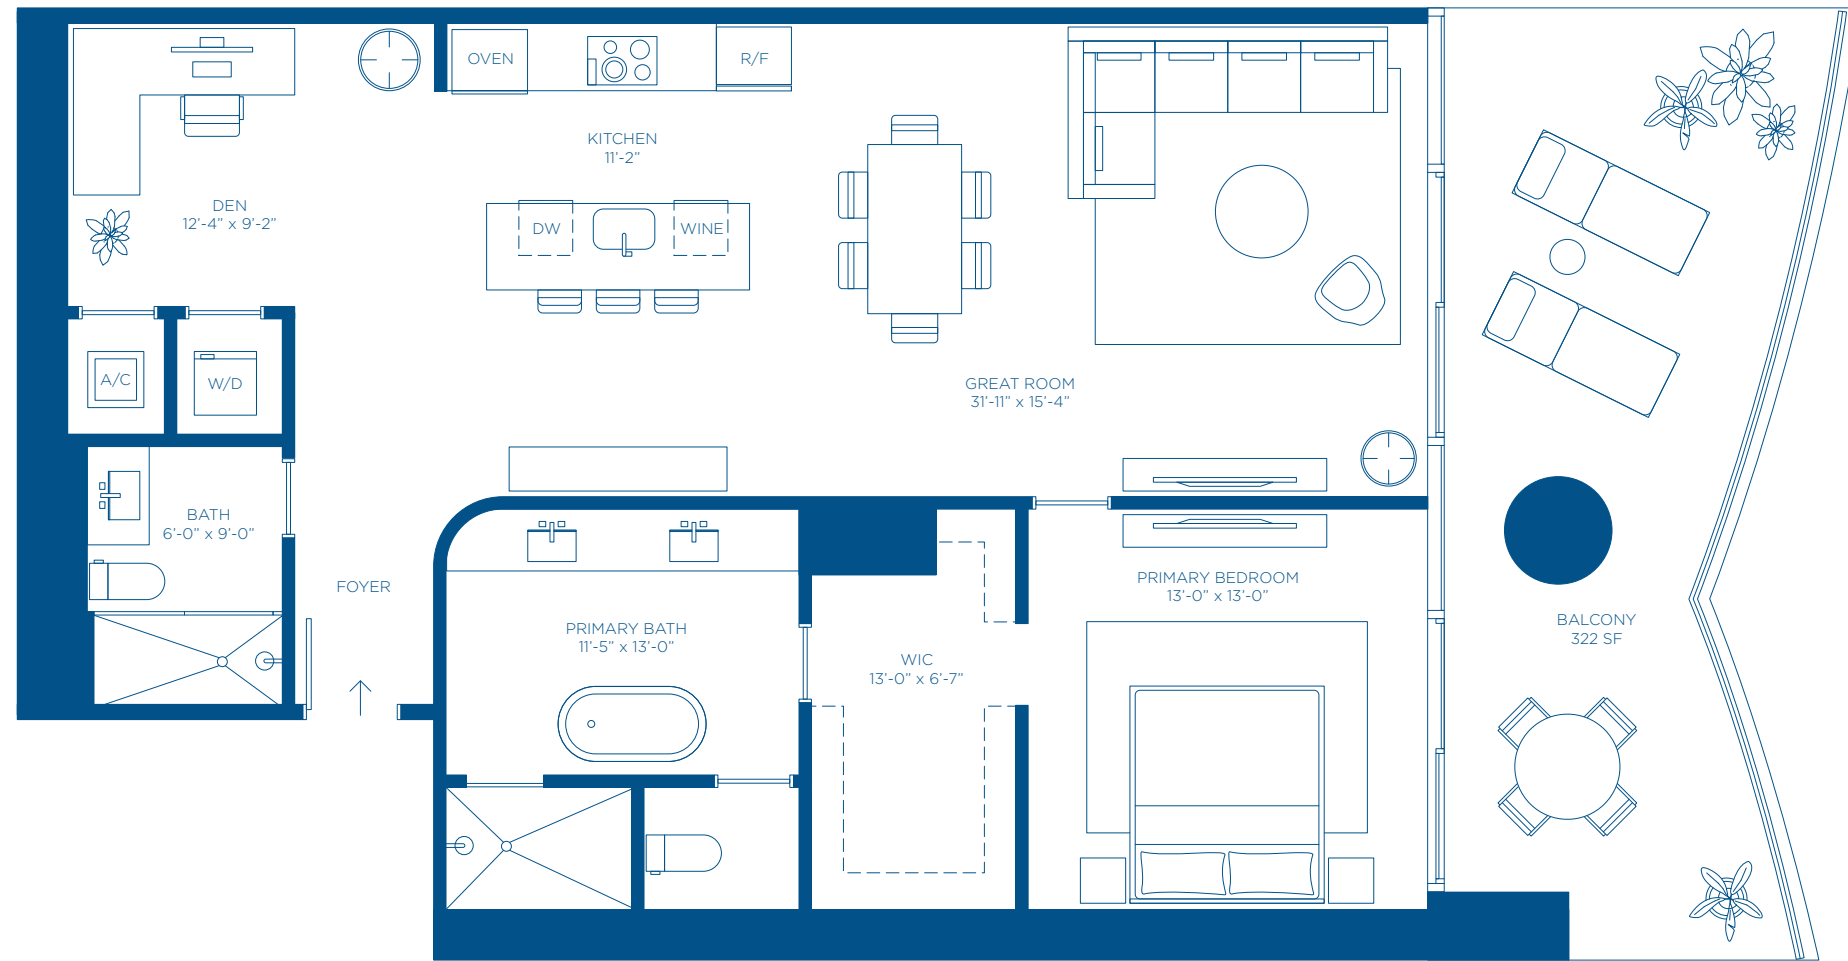 OVEN
R/F
KITCHEN
11’-2”
DEN
12’-4” x 9’-2”
DW
WINE
A/C
W/D
GREAT ROOM
31’-11” x 15’-4”
BATH
6’-0” x 9’-0”
FOYER
PRIMARY BEDROOM
13’-0” x 13’-0”
PRIMARY BATH
11’-5” x 13’-0”
WIC
13’-0” x 6’-7”
BALCONY
322 SF